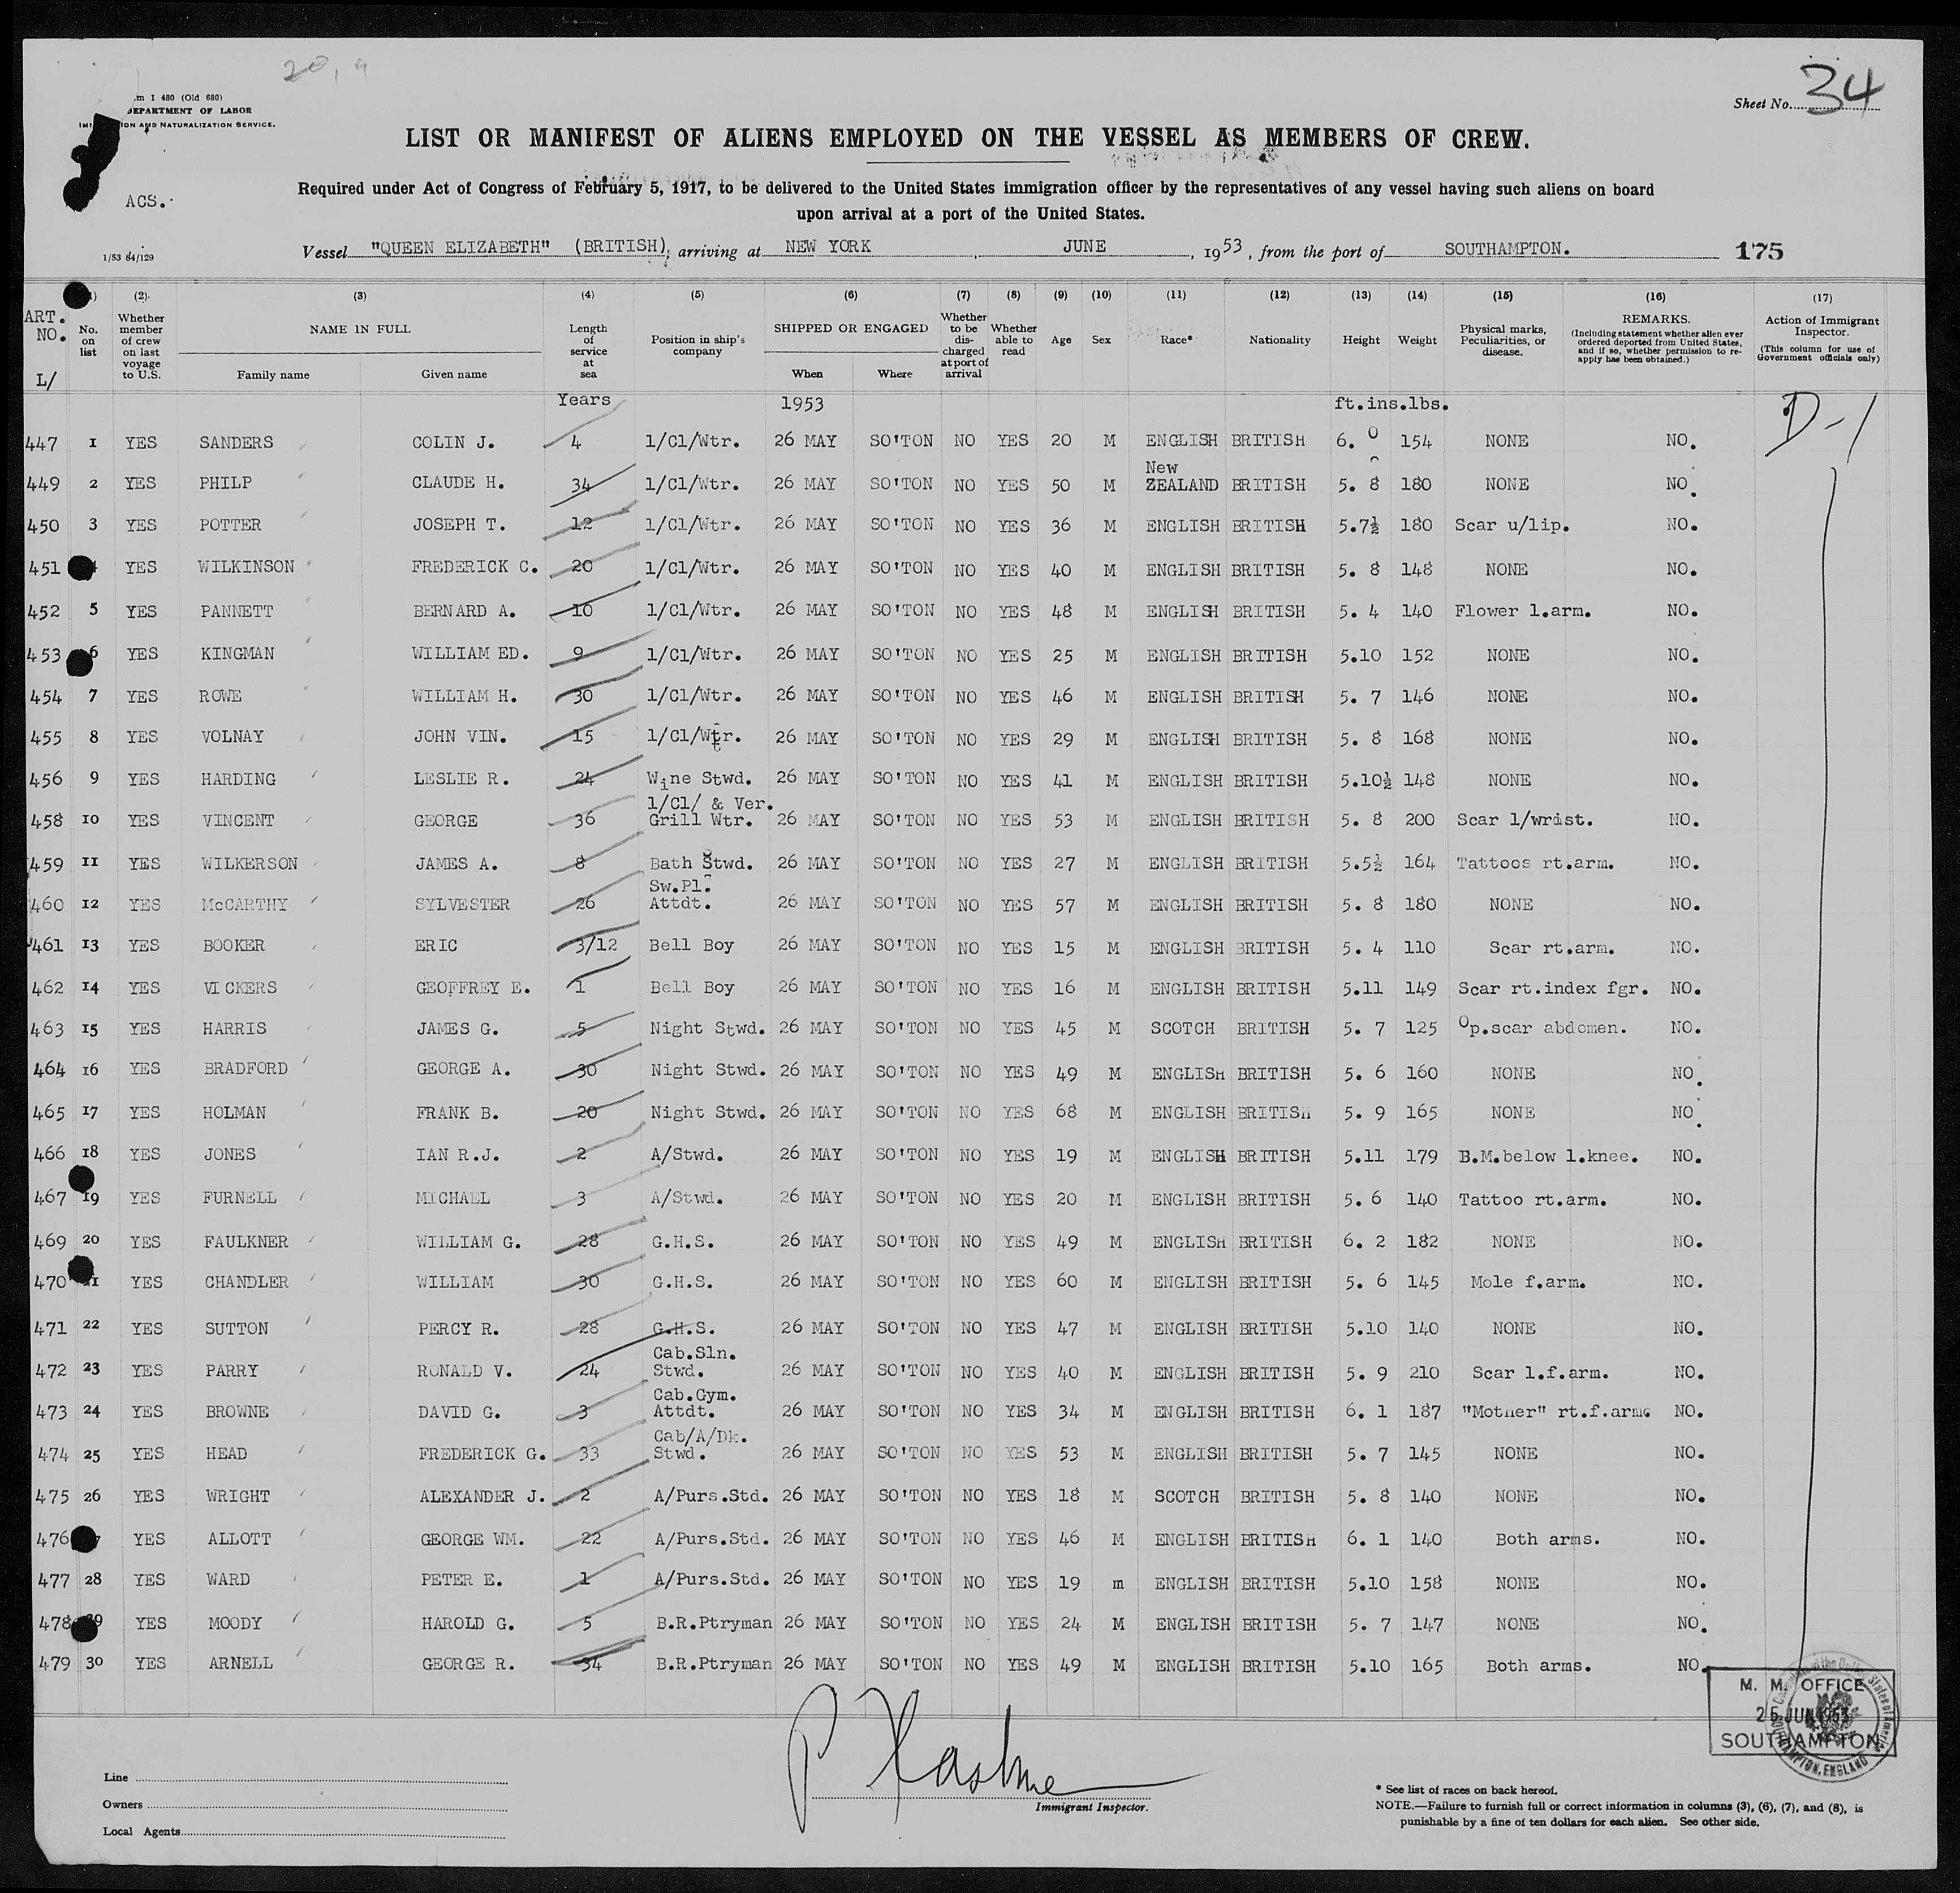 34
Sheet No.
m I 480 (Old 680)
DEPARTMENT OF LABOR
ION AND NATURALIZATION SERVICE.
LIST OR MANIFEST OF ALIENS EMPLOYED ON THE VESSEL AS MEMBERS OF CREW.
Required under Act of Congress of February 5, 1917, to be delivered to the United States immigration officer by the representatives of any vessel having such aliens on board
upon arrival at a port of the United States.
ACS.
1/53 84/129
Vessel "QUEEN ELIZABETH" (BRITISH), arriving at NEW YORK, JUNE, 1953, from the port of SOUTHAMPTON. 175
ART. NO. L/
(1) No. on list
(2) Whether member of crew on last voyage to U.S.
(3) NAME IN FULL
Family name Given name
(4) Length of service at sea
(5) Position in ship's company
(6) SHIPPED OR ENGAGED
When Where
(7) Whether to be discharged at port of arrival
(8) Whether able to read
(9) Age
(10) Sex
(11) Race*
(12) Nationality
(13) Height
(14) Weight
(15) Physical marks, Peculiarities, or disease.
(16) REMARKS. (Including statement whether alien ever ordered deported from United States, and if so, whether permission to re-apply has been obtained.)
(17) Action of Immigrant Inspector. (This column for use of Government officials only)
Years 1953 ft.ins.lbs.
D-1
447 1 YES SANDERS COLIN J. 4 1/Cl/Wtr. 26 MAY SO'TON NO YES 20 M ENGLISH BRITISH 6. 0 154 NONE NO.
449 2 YES PHILP CLAUDE H. 34 1/Cl/Wtr. 26 MAY SO'TON NO YES 50 M New ZEALAND BRITISH 5. 8 180 NONE NO.
450 3 YES POTTER JOSEPH T. 12 1/Cl/Wtr. 26 MAY SO'TON NO YES 36 M ENGLISH BRITISH 5.7½ 180 Scar u/lip. NO.
451 YES WILKINSON FREDERICK C. 20 1/Cl/Wtr. 26 MAY SO'TON NO YES 40 M ENGLISH BRITISH 5. 8 148 NONE NO.
452 5 YES PANNETT BERNARD A. 10 1/Cl/Wtr. 26 MAY SO'TON NO YES 48 M ENGLISH BRITISH 5. 4 140 Flower l.arm. NO.
453 6 YES KINGMAN WILLIAM ED. 9 1/Cl/Wtr. 26 MAY SO'TON NO YES 25 M ENGLISH BRITISH 5.10 152 NONE NO.
454 7 YES ROWE WILLIAM H. 30 1/Cl/Wtr. 26 MAY SO'TON NO YES 46 M ENGLISH BRITISH 5. 7 146 NONE NO.
455 8 YES VOLNAY JOHN VIN. 15 1/Cl/Wtr. 26 MAY SO'TON NO YES 29 M ENGLISH BRITISH 5. 8 168 NONE NO.
456 9 YES HARDING LESLIE R. 24 Wine Stwd. 26 MAY SO'TON NO YES 41 M ENGLISH BRITISH 5.10½ 148 NONE NO.
458 10 YES VINCENT GEORGE 36 1/Cl/ & Ver. Grill Wtr. 26 MAY SO'TON NO YES 53 M ENGLISH BRITISH 5. 8 200 Scar l/wrist. NO.
459 11 YES WILKERSON JAMES A. 8 Bath Stwd. 26 MAY SO'TON NO YES 27 M ENGLISH BRITISH 5.5½ 164 Tattoos rt.arm. NO.
460 12 YES McCARTHY SYLVESTER 26 Sw.Pl. Attdt. 26 MAY SO'TON NO YES 57 M ENGLISH BRITISH 5. 8 180 NONE NO.
461 13 YES BOOKER ERIC 3/12 Bell Boy 26 MAY SO'TON NO YES 15 M ENGLISH BRITISH 5. 4 110 Scar rt.arm. NO.
462 14 YES VICKERS GEOFFREY E. 1 Bell Boy 26 MAY SO'TON NO YES 16 M ENGLISH BRITISH 5.11 149 Scar rt.index fgr. NO.
463 15 YES HARRIS JAMES G. 5 Night Stwd. 26 MAY SO'TON NO YES 45 M SCOTCH BRITISH 5. 7 125 Op.scar abdomen. NO.
464 16 YES BRADFORD GEORGE A. 30 Night Stwd. 26 MAY SO'TON NO YES 49 M ENGLISH BRITISH 5. 6 160 NONE NO.
465 17 YES HOLMAN FRANK B. 20 Night Stwd. 26 MAY SO'TON NO YES 68 M ENGLISH BRITISH 5. 9 165 NONE NO.
466 18 YES JONES IAN R.J. 2 A/Stwd. 26 MAY SO'TON NO YES 19 M ENGLISH BRITISH 5.11 179 B.M.below l.knee. NO.
467 19 YES FURNELL MICHAEL 3 A/Stwd. 26 MAY SO'TON NO YES 20 M ENGLISH BRITISH 5. 6 140 Tattoo rt.arm. NO.
469 20 YES FAULKNER WILLIAM G. 28 G.H.S. 26 MAY SO'TON NO YES 49 M ENGLISH BRITISH 6. 2 182 NONE NO.
470 21 YES CHANDLER WILLIAM 30 G.H.S. 26 MAY SO'TON NO YES 60 M ENGLISH BRITISH 5. 6 145 Mole f.arm. NO.
471 22 YES SUTTON PERCY R. 28 G.H.S. 26 MAY SO'TON NO YES 47 M ENGLISH BRITISH 5.10 140 NONE NO.
472 23 YES PARRY RONALD V. 24 Cab.Sln. Stwd. 26 MAY SO'TON NO YES 40 M ENGLISH BRITISH 5. 9 210 Scar l.f.arm. NO.
473 24 YES BROWNE DAVID G. 3 Cab.Gym. Attdt. 26 MAY SO'TON NO YES 34 M ENGLISH BRITISH 6. 1 187 "Mother" rt.f.arm. NO.
474 25 YES HEAD FREDERICK G. 33 Cab/A/Dk. Stwd. 26 MAY SO'TON NO YES 53 M ENGLISH BRITISH 5. 7 145 NONE NO.
475 26 YES WRIGHT ALEXANDER J. 2 A/Purs.Std. 26 MAY SO'TON NO YES 18 M SCOTCH BRITISH 5. 8 140 NONE NO.
476 YES ALLOTT GEORGE WM. 22 A/Purs.Std. 26 MAY SO'TON NO YES 46 M ENGLISH BRITISH 6. 1 140 Both arms. NO.
477 28 YES WARD PETER E. 1 A/Purs.Std. 26 MAY SO'TON NO YES 19 m ENGLISH BRITISH 5.10 158 NONE NO.
478 29 YES MOODY HAROLD G. 5 B.R.Ptryman 26 MAY SO'TON NO YES 24 M ENGLISH BRITISH 5. 7 147 NONE NO.
479 30 YES ARNELL GEORGE R. 34 B.R.Ptryman 26 MAY SO'TON NO YES 49 M ENGLISH BRITISH 5.10 165 Both arms. NO.
M. M. OFFICE
25 JUN 1953
SOUTHAMPTON
Line
Owners
Local Agents
Immigrant Inspector.
* See list of races on back hereof.
NOTE.—Failure to furnish full or correct information in columns (3), (6), (7), and (8), is
punishable by a fine of ten dollars for each alien. See other side.